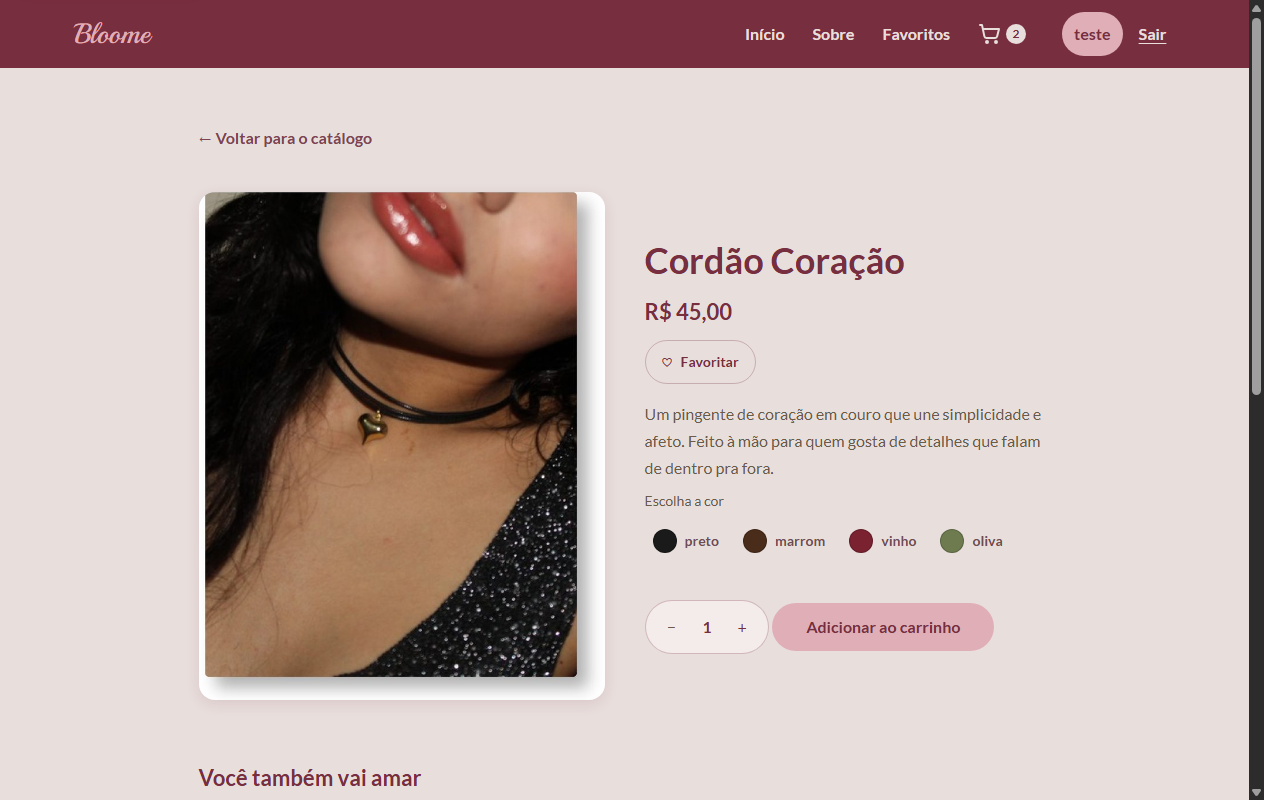 Bloome
Início Sobre Favoritos 2 teste Sair
← Voltar para o catálogo
Cordão Coração
R$ 45,00
♡ Favoritar
Um pingente de coração em couro que une simplicidade e
afeto. Feito à mão para quem gosta de detalhes que falam
de dentro pra fora.
Escolha a cor
preto marrom vinho oliva
− 1 + Adicionar ao carrinho
Você também vai amar